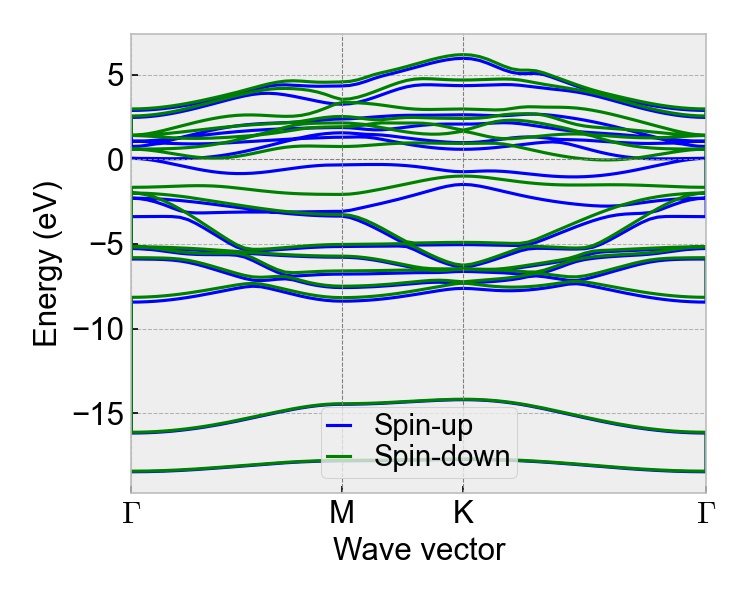 Energy (eV)
5
0
−5
−10
−15
Spin-up
Spin-down
Γ M K Γ
Wave vector